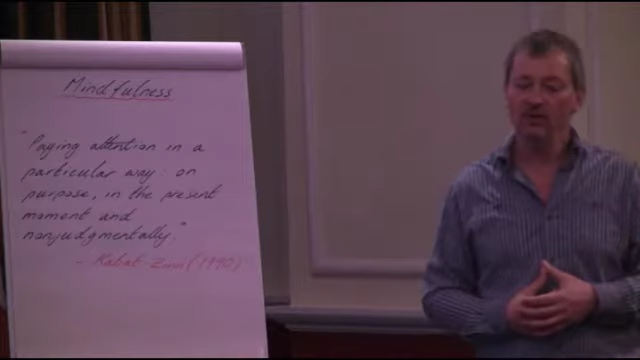 Mindfulness
"Paying attention in a
particular way: on
purpose, in the present
moment and
nonjudgmentally."
- Kabat-Zinn (1990)